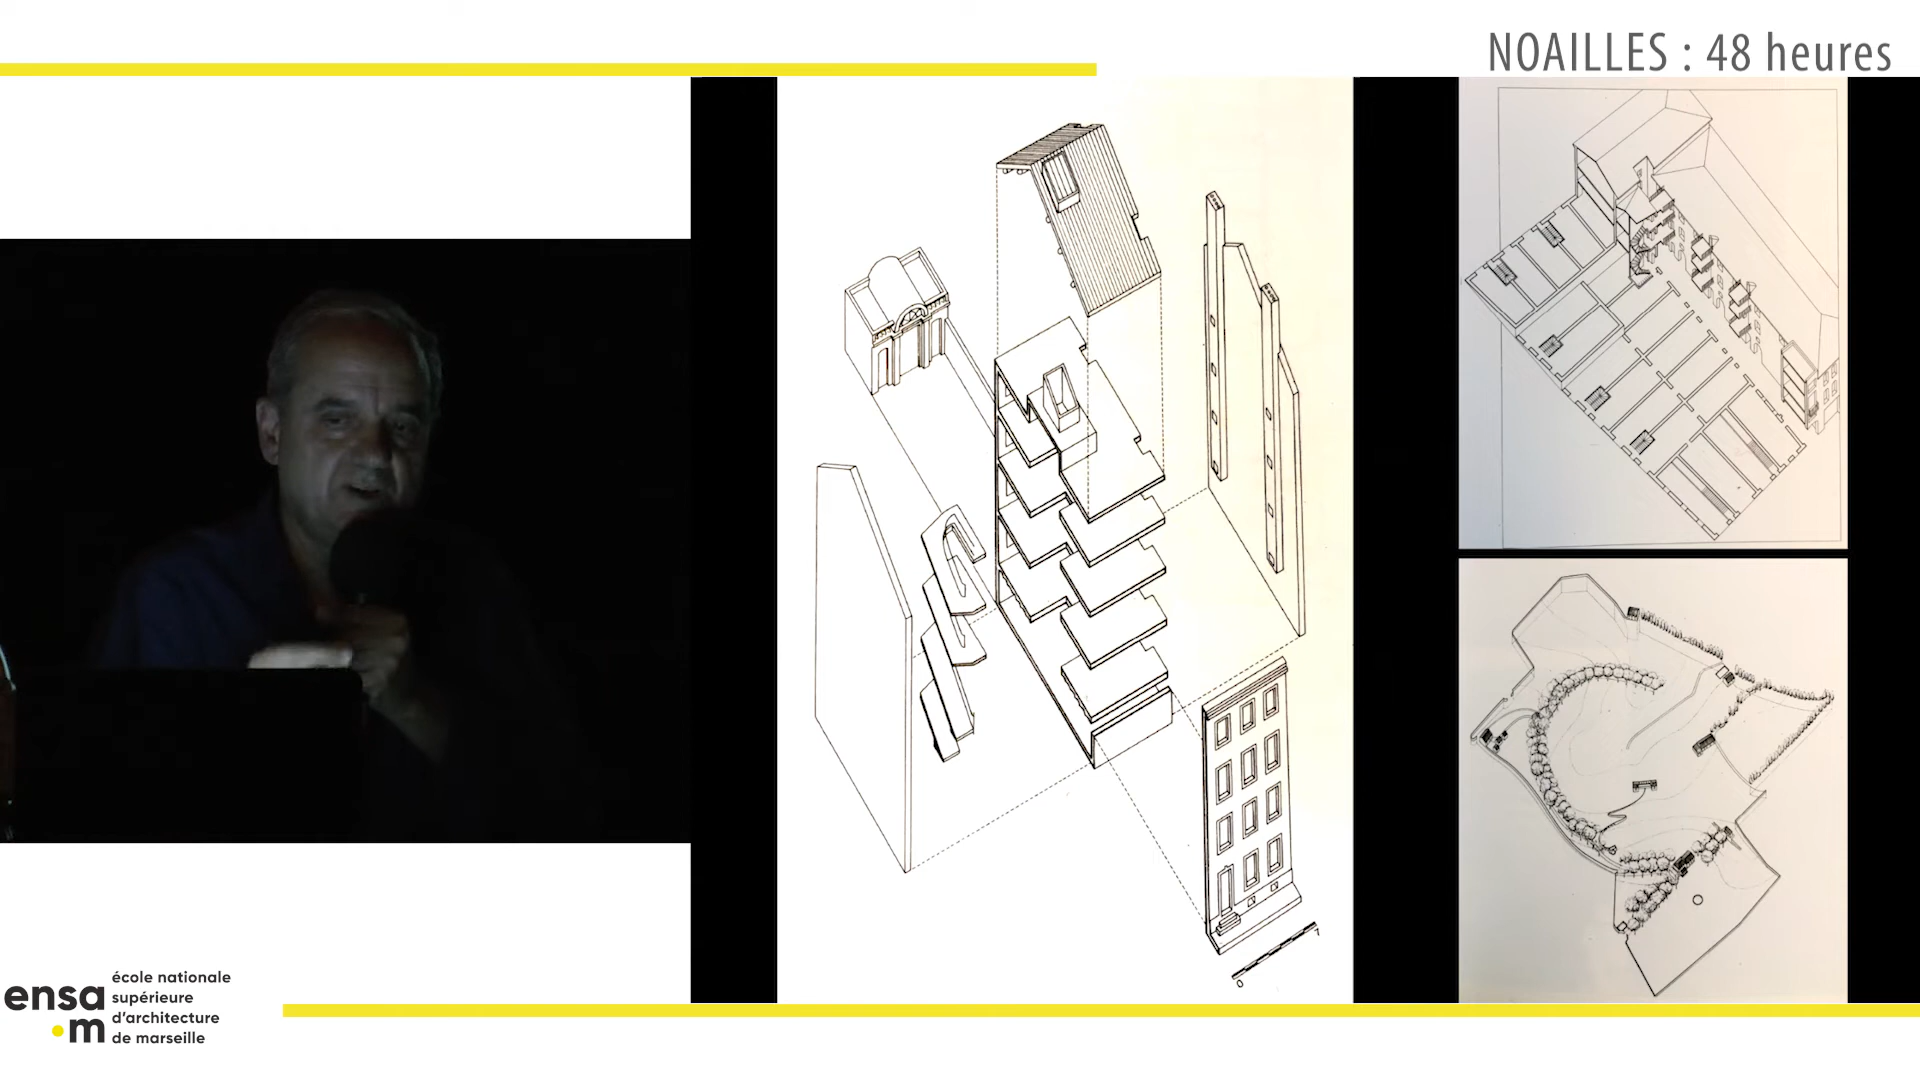 NOAILLES : 48 heures
0
1
ensa
•m
école nationale
supérieure
d'architecture
de marseille